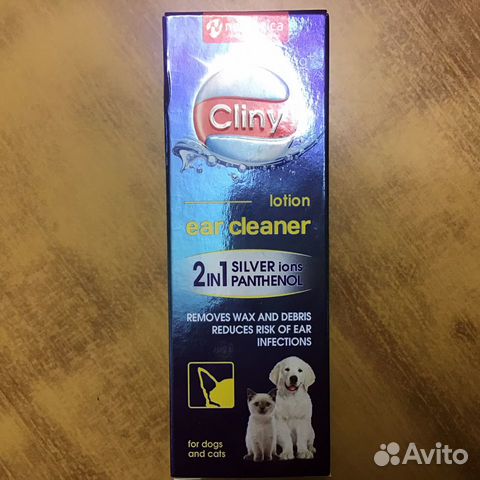 Cliny
lotion
ear cleaner
2IN1 SILVER ions
PANTHENOL
REMOVES WAX AND DEBRIS
REDUCES RISK OF EAR
INFECTIONS
for dogs
and cats
Avito